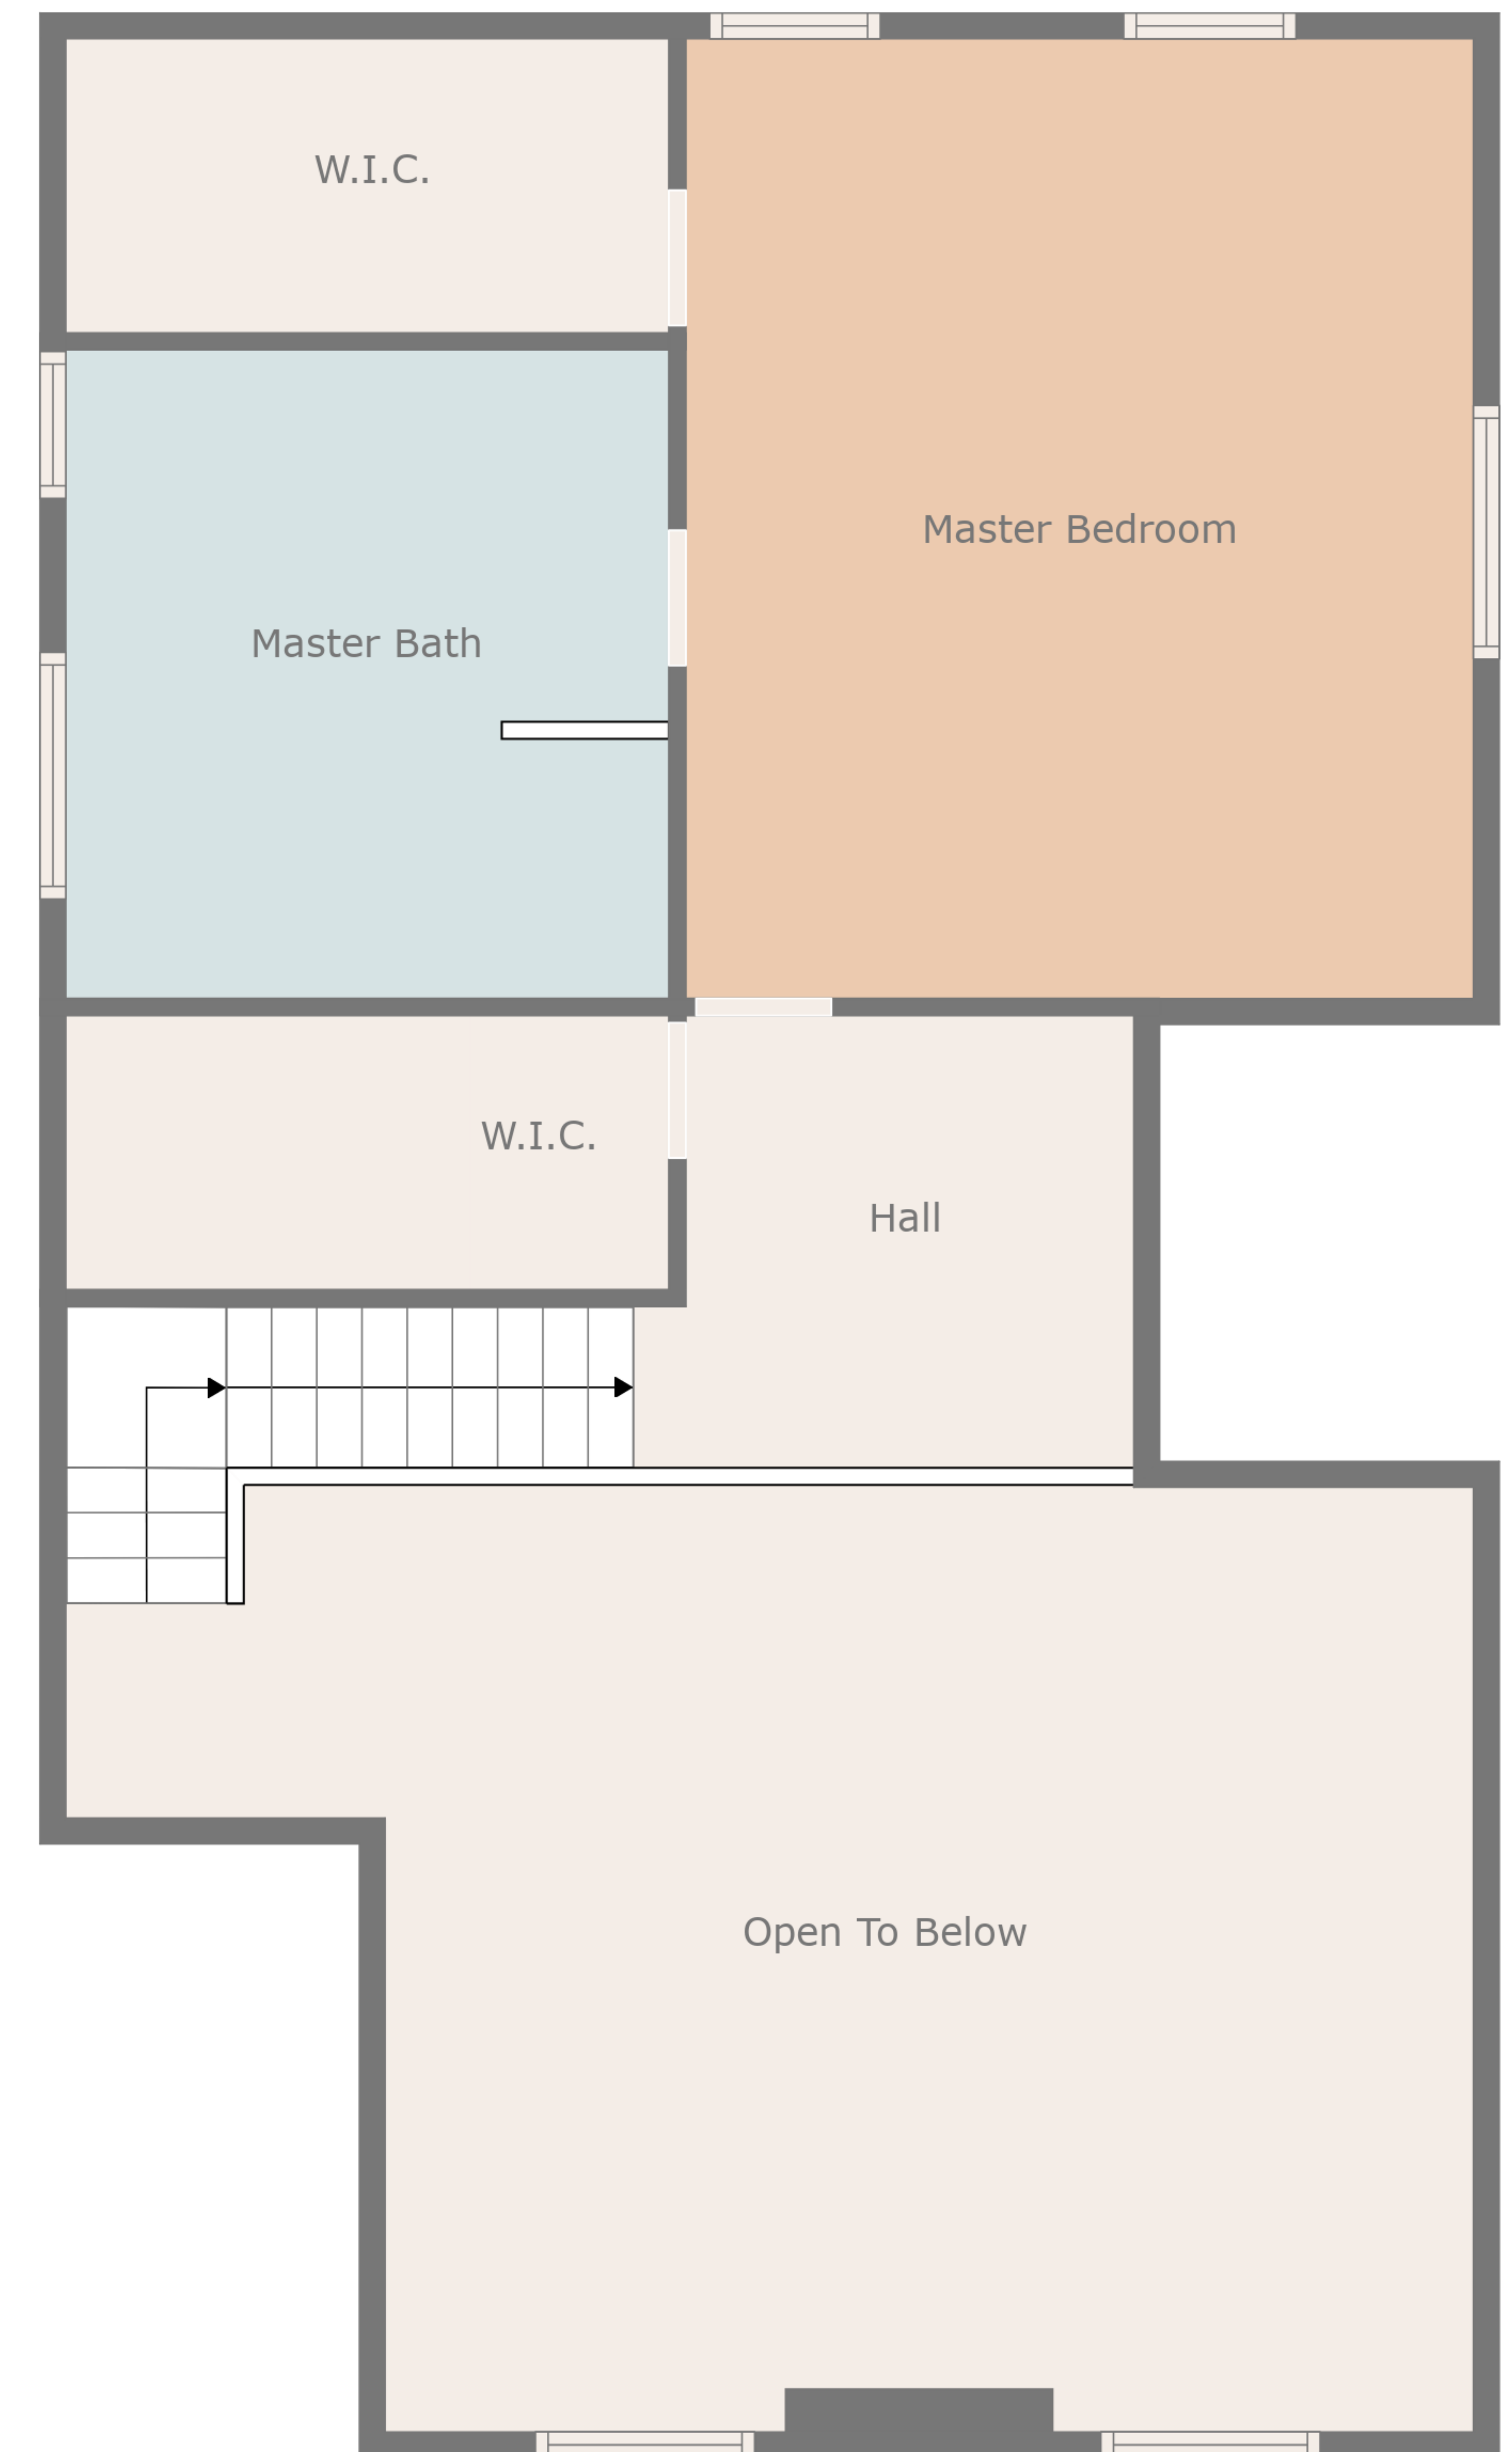 W.I.C.
Master Bedroom
Master Bath
W.I.C.
Hall
Open To Below